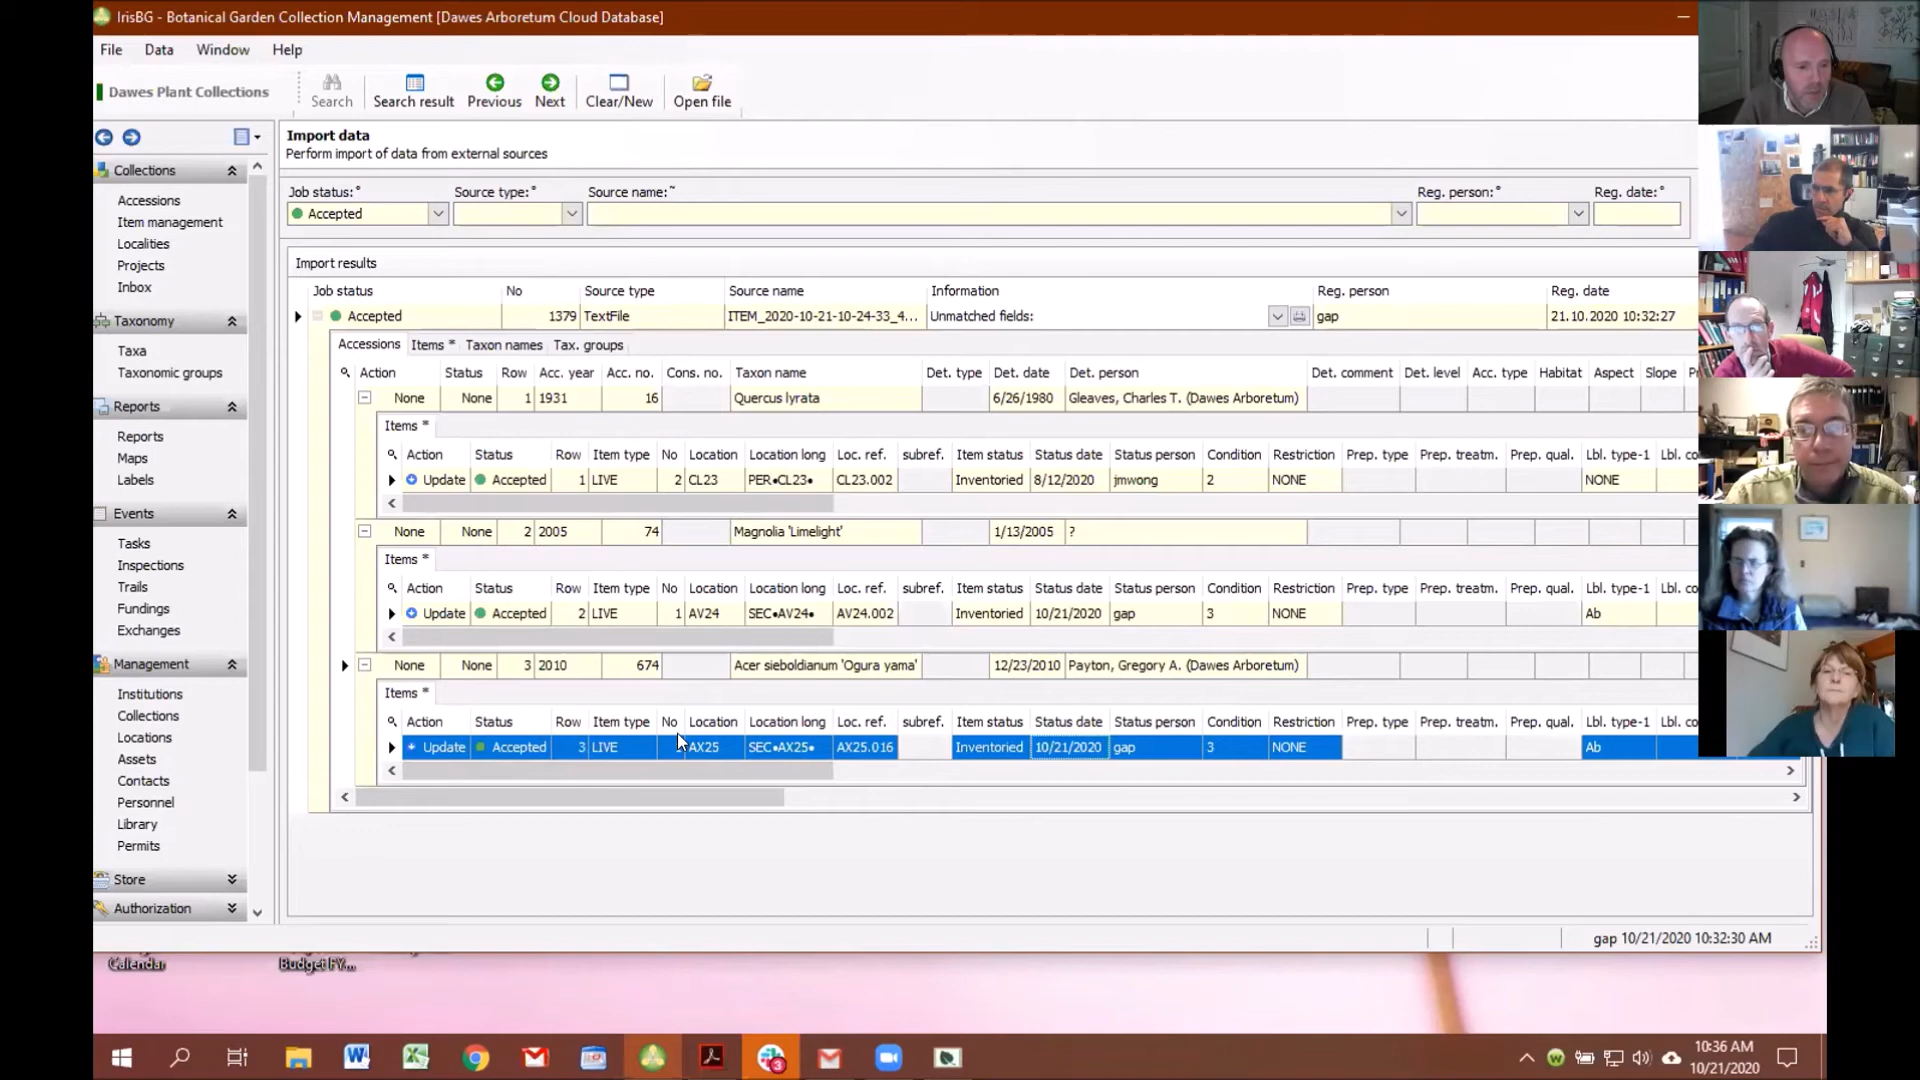 IrisBG - Botanical Garden Collection Management [Dawes Arboretum Cloud Database]
File Data Window Help
Dawes Plant Collections
Search Search result Previous Next Clear/New Open file
Import data
Perform import of data from external sources
Job status:* Source type:* Source name:~ Reg. person:* Reg. date:*
Accepted
Import results
Job status No Source type Source name Information Reg. person Reg. date
Accepted 1379 TextFile ITEM_2020-10-21-10-24-33_4... Unmatched fields: gap 21.10.2020 10:32:27
Accessions Items * Taxon names Tax. groups
Action Status Row Acc. year Acc. no. Cons. no. Taxon name Det. type Det. date Det. person Det. comment Det. level Acc. type Habitat Aspect Slope
None None 1 1931 16 Quercus lyrata 6/26/1980 Gleaves, Charles T. (Dawes Arboretum)
Items *
Action Status Row Item type No Location Location long Loc. ref. subref. Item status Status date Status person Condition Restriction Prep. type Prep. treatm. Prep. qual. Lbl. type-1 Lbl. co
Update Accepted 1 LIVE 2 CL23 PER•CL23• CL23.002 Inventoried 8/12/2020 jmwong 2 NONE NONE
None None 2 2005 74 Magnolia 'Limelight' 1/13/2005 ?
Items *
Action Status Row Item type No Location Location long Loc. ref. subref. Item status Status date Status person Condition Restriction Prep. type Prep. treatm. Prep. qual. Lbl. type-1 Lbl. co
Update Accepted 2 LIVE 1 AV24 SEC•AV24• AV24.002 Inventoried 10/21/2020 gap 3 NONE Ab
None None 3 2010 674 Acer sieboldianum 'Ogura yama' 12/23/2010 Payton, Gregory A. (Dawes Arboretum)
Items *
Action Status Row Item type No Location Location long Loc. ref. subref. Item status Status date Status person Condition Restriction Prep. type Prep. treatm. Prep. qual. Lbl. type-1 Lbl. co
Update Accepted 3 LIVE AX25 SEC•AX25• AX25.016 Inventoried 10/21/2020 gap 3 NONE Ab
Collections
Accessions
Item management
Localities
Projects
Inbox
Taxonomy
Taxa
Taxonomic groups
Reports
Reports
Maps
Labels
Events
Tasks
Inspections
Trails
Fundings
Exchanges
Management
Institutions
Collections
Locations
Assets
Contacts
Personnel
Library
Permits
Store
Authorization
gap 10/21/2020 10:32:30 AM
Calendar Budget FY...
10:36 AM
10/21/2020